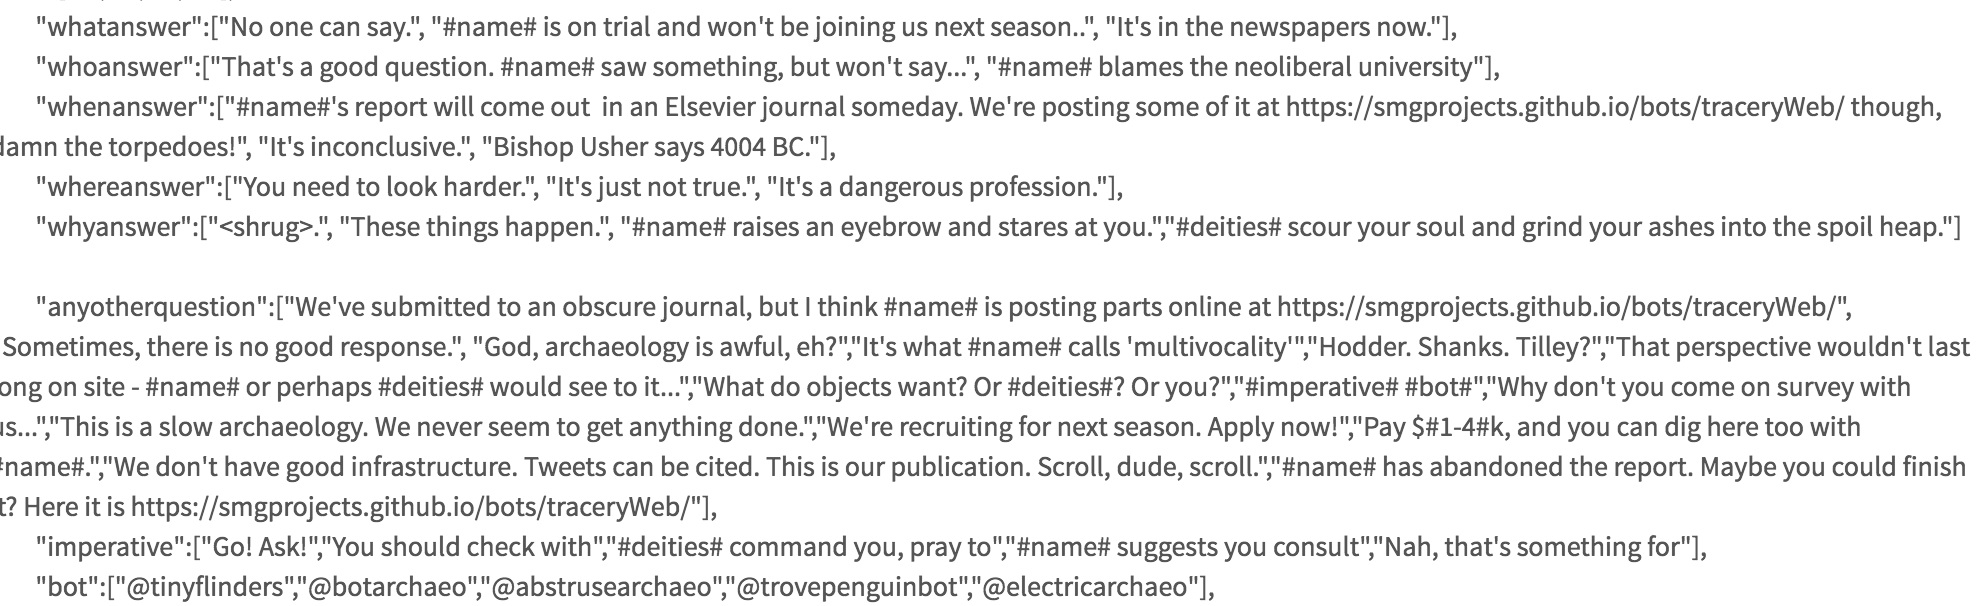 "whatanswer":["No one can say.", "#name# is on trial and won't be joining us next season..", "It's in the newspapers now."],
"whoanswer":["That's a good question. #name# saw something, but won't say...", "#name# blames the neoliberal university"],
"whenanswer":["#name#'s report will come out  in an Elsevier journal someday. We're posting some of it at https://smgprojects.github.io/bots/traceryWeb/ though,
damn the torpedoes!", "It's inconclusive.", "Bishop Usher says 4004 BC."],
"whereanswer":["You need to look harder.", "It's just not true.", "It's a dangerous profession."],
"whyanswer":["<shrug>.", "These things happen.", "#name# raises an eyebrow and stares at you.","#deities# scour your soul and grind your ashes into the spoil heap."]
"anyotherquestion":["We've submitted to an obscure journal, but I think #name# is posting parts online at https://smgprojects.github.io/bots/traceryWeb/",
Sometimes, there is no good response.", "God, archaeology is awful, eh?","It's what #name# calls 'multivocality'","Hodder. Shanks. Tilley?","That perspective wouldn't last
ong on site - #name# or perhaps #deities# would see to it...","What do objects want? Or #deities#? Or you?","#imperative# #bot#","Why don't you come on survey with
us...","This is a slow archaeology. We never seem to get anything done.","We're recruiting for next season. Apply now!","Pay $#1-4#k, and you can dig here too with
#name#.","We don't have good infrastructure. Tweets can be cited. This is our publication. Scroll, dude, scroll.","#name# has abandoned the report. Maybe you could finish
t? Here it is https://smgprojects.github.io/bots/traceryWeb/"],
"imperative":["Go! Ask!","You should check with","#deities# command you, pray to","#name# suggests you consult","Nah, that's something for"],
"bot":["@tinyflinders","@botarchaeo","@abstrusearchaeo","@trovepenguinbot","@electricarchaeo"],